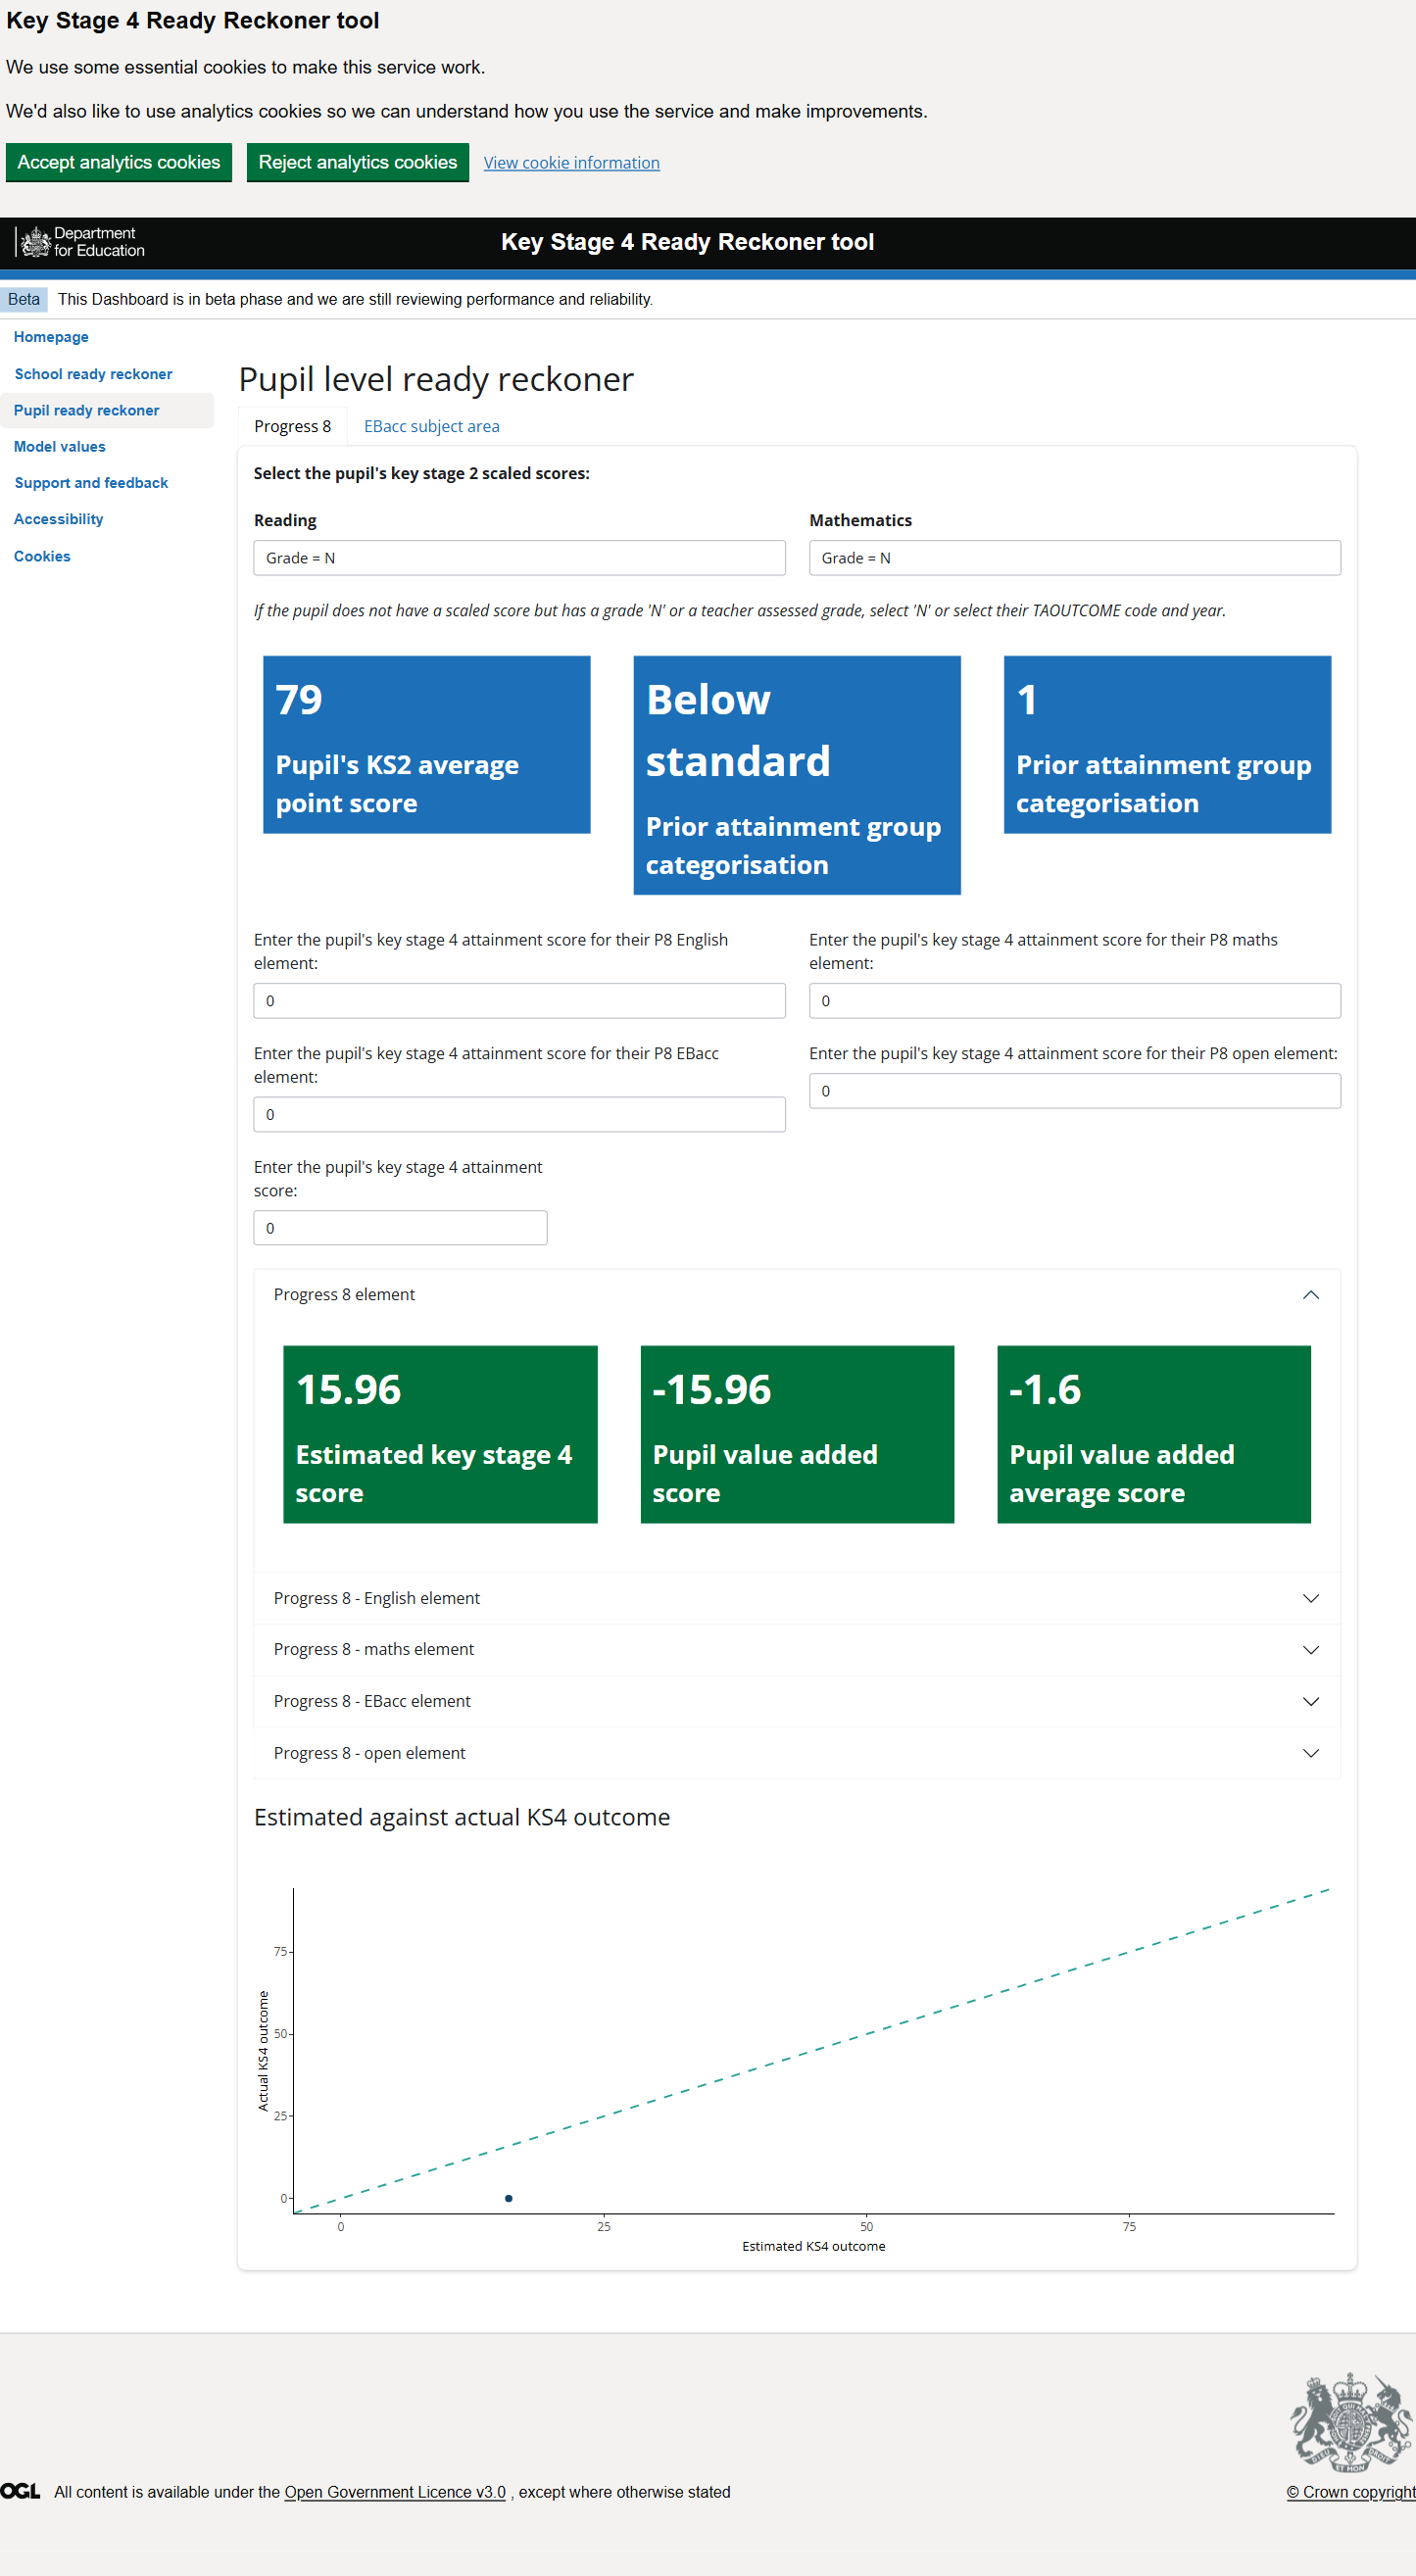 Key Stage 4 Ready Reckoner tool
We use some essential cookies to make this service work.
We'd also like to use analytics cookies so we can understand how you use the service and make improvements.
Accept analytics cookies Reject analytics cookies View cookie information
Department
for Education
Key Stage 4 Ready Reckoner tool
Beta This Dashboard is in beta phase and we are still reviewing performance and reliability.
Homepage
School ready reckoner
Pupil ready reckoner
Model values
Support and feedback
Accessibility
Cookies
Pupil level ready reckoner
Progress 8 EBacc subject area
Select the pupil's key stage 2 scaled scores:
Reading
Grade = N
Mathematics
Grade = N
If the pupil does not have a scaled score but has a grade 'N' or a teacher assessed grade, select 'N' or select their TAOUTCOME code and year.
79
Pupil's KS2 average
point score
Below
standard
Prior attainment group
categorisation
1
Prior attainment group
categorisation
Enter the pupil's key stage 4 attainment score for their P8 English
element:
0
Enter the pupil's key stage 4 attainment score for their P8 maths
element:
0
Enter the pupil's key stage 4 attainment score for their P8 EBacc
element:
0
Enter the pupil's key stage 4 attainment score for their P8 open element:
0
Enter the pupil's key stage 4 attainment
score:
0
Progress 8 element
15.96
Estimated key stage 4
score
-15.96
Pupil value added
score
-1.6
Pupil value added
average score
Progress 8 - English element
Progress 8 - maths element
Progress 8 - EBacc element
Progress 8 - open element
Estimated against actual KS4 outcome
Actual KS4 outcome
75
50
25
0
0 25 50 75
Estimated KS4 outcome
OGL All content is available under the Open Government Licence v3.0 , except where otherwise stated
© Crown copyright